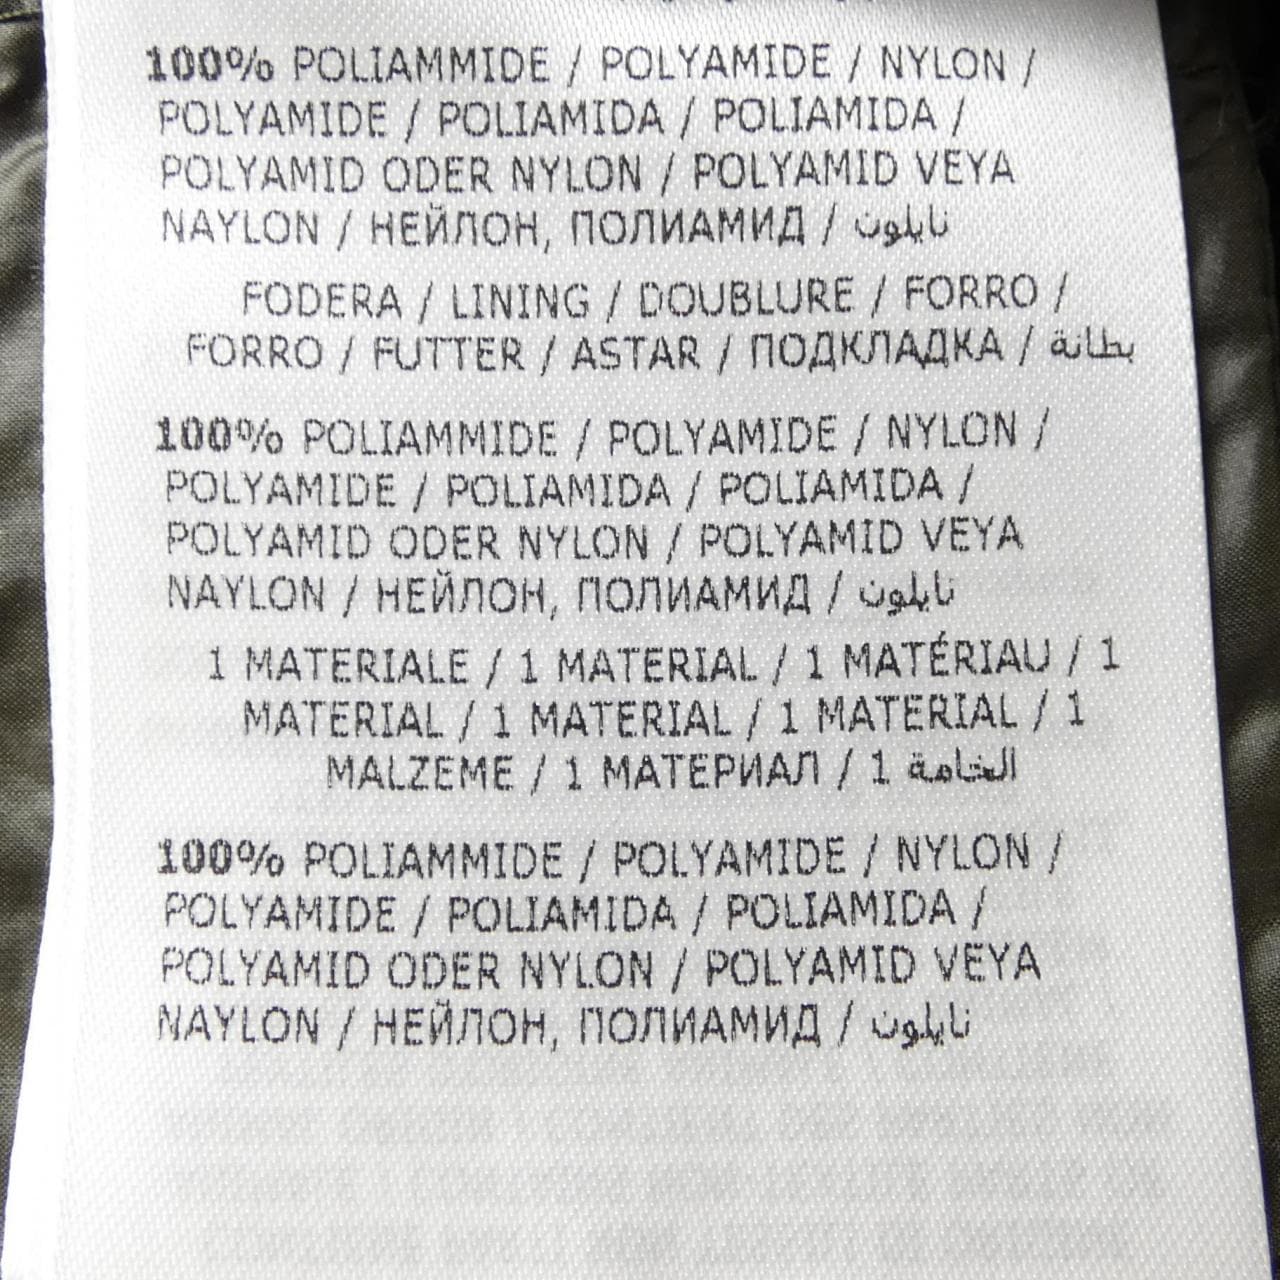 100% POLIAMMIDE / POLYAMIDE / NYLON /
POLYAMIDE / POLIAMIDA / POLIAMIDA /
POLYAMID ODER NYLON / POLYAMID VEYA
NAYLON / НЕЙЛОН, ПОЛИАМИД / نايلون
FODERA / LINING / DOUBLURE / FORRO /
FORRO / FUTTER / ASTAR / ПОДКЛАДКА / بطانة
100% POLIAMMIDE / POLYAMIDE / NYLON /
POLYAMIDE / POLIAMIDA / POLIAMIDA /
POLYAMID ODER NYLON / POLYAMID VEYA
NAYLON / НЕЙЛОН, ПОЛИАМИД / نايلون
1 MATERIALE / 1 MATERIAL / 1 MATÉRIAU / 1
MATERIAL / 1 MATERIAL / 1 MATERIAL / 1
MALZEME / 1 МАТЕРИАЛ / 1 الخامة
100% POLIAMMIDE / POLYAMIDE / NYLON /
POLYAMIDE / POLIAMIDA / POLIAMIDA /
POLYAMID ODER NYLON / POLYAMID VEYA
NAYLON / НЕЙЛОН, ПОЛИАМИД / نايلون